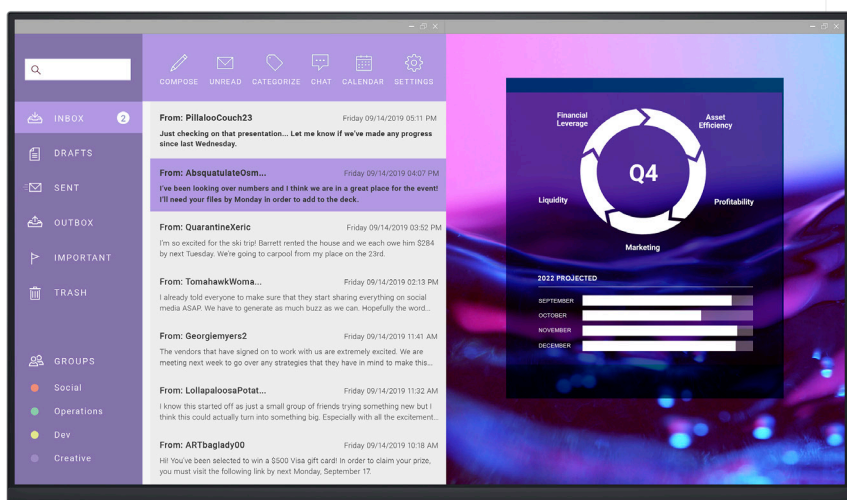 COMPOSE UNREAD CATEGORIZE CHAT CALENDAR SETTINGS
INBOX 2
DRAFTS
SENT
OUTBOX
IMPORTANT
TRASH
GROUPS
Social
Operations
Dev
Creative
From: PillalooCouch23 Friday 09/14/2019 05:11 PM
Just checking on that presentation... Let me know if we've made any progress
since last Wednesday.
From: AbsquatulateOsm... Friday 09/14/2019 04:07 PM
I've been looking over numbers and I think we are in a great place for the event!
I'll need your files by Monday in order to add to the deck.
From: QuarantineXeric Friday 09/14/2019 03:52 PM
I'm so excited for the ski trip! Barrett rented the house and we each owe him $284
by next Tuesday. We're going to carpool from my place on the 23rd.
From: TomahawkWoma... Friday 09/14/2019 02:13 PM
I already told everyone to make sure that they start sharing everything on social
media ASAP. We have to generate as much buzz as we can. Hopefully the word...
From: Georgiemyers2 Friday 09/14/2019 11:41 AM
The vendors that have signed on to work with us are extremely excited. We are
meeting next week to go over any strategies that they have in mind to make this...
From: LollapaloosaPotat... Friday 09/14/2019 11:32 AM
I know this started off as just a small group of friends trying something new but I
think this could actually turn into something big. Especially with all the excitement...
From: ARTbaglady00 Friday 09/14/2019 10:18 AM
Hi! You've been selected to win a $500 Visa gift card! In order to claim your prize,
you must visit the following link by next Monday, September 17.
Financial
Leverage
Asset
Efficiency
Q4
Liquidity
Profitability
Marketing
2022 PROJECTED
SEPTEMBER
OCTOBER
NOVEMBER
DECEMBER